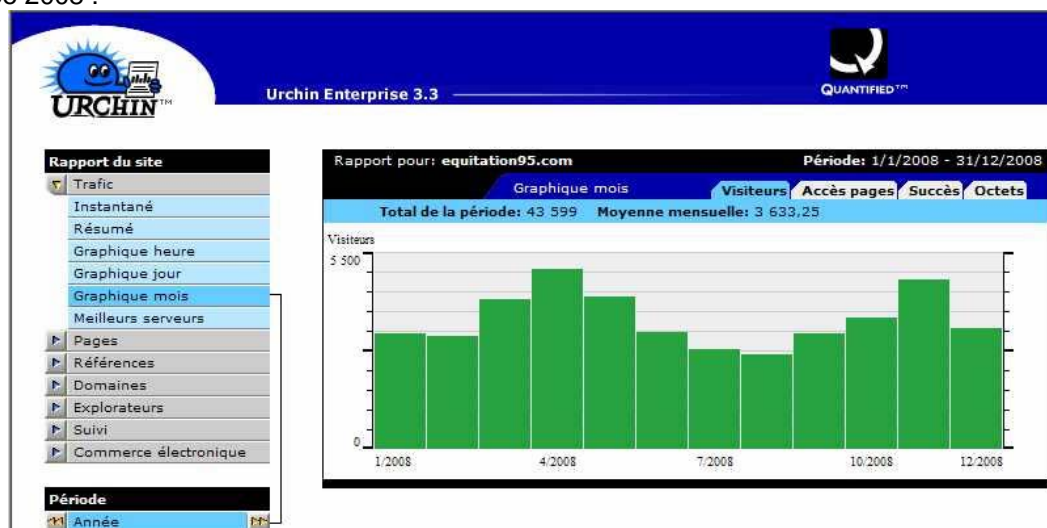 URCHIN™
Urchin Enterprise 3.3
QUANTIFIED™
Rapport du site
Trafic
Instantané
Résumé
Graphique heure
Graphique jour
Graphique mois
Meilleurs serveurs
Pages
Références
Domaines
Explorateurs
Suivi
Commerce électronique
Période
Année
Rapport pour: equitation95.com Période: 1/1/2008 - 31/12/2008
Graphique mois Visiteurs Accès pages Succès Octets
Total de la période: 43 599 Moyenne mensuelle: 3 633,25
Visiteurs
5 500
0
1/2008 4/2008 7/2008 10/2008 12/2008